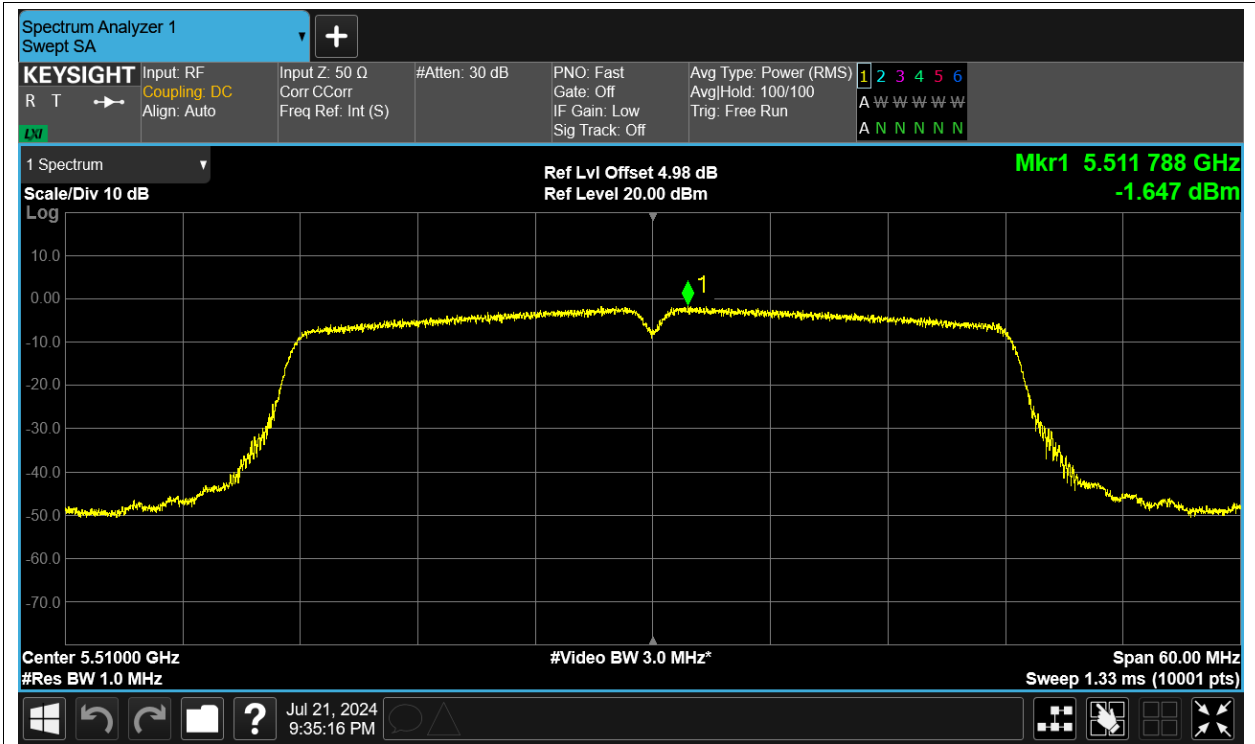 Spectrum Analyzer 1
Swept SA
KEYSIGHT
R T
LXI
Input: RF
Coupling: DC
Align: Auto
Input Z: 50 Ω
Corr CCorr
Freq Ref: Int (S)
#Atten: 30 dB
PNO: Fast
Gate: Off
IF Gain: Low
Sig Track: Off
Avg Type: Power (RMS)
Avg|Hold: 100/100
Trig: Free Run
1 2 3 4 5 6
A W W W W W
A N N N N N
1 Spectrum
Scale/Div 10 dB
Log
Ref Lvl Offset 4.98 dB
Ref Level 20.00 dBm
Mkr1 5.511 788 GHz
-1.647 dBm
10.0
0.00
-10.0
-20.0
-30.0
-40.0
-50.0
-60.0
-70.0
1
Center 5.51000 GHz
#Res BW 1.0 MHz
#Video BW 3.0 MHz*
Span 60.00 MHz
Sweep 1.33 ms (10001 pts)
?
Jul 21, 2024
9:35:16 PM